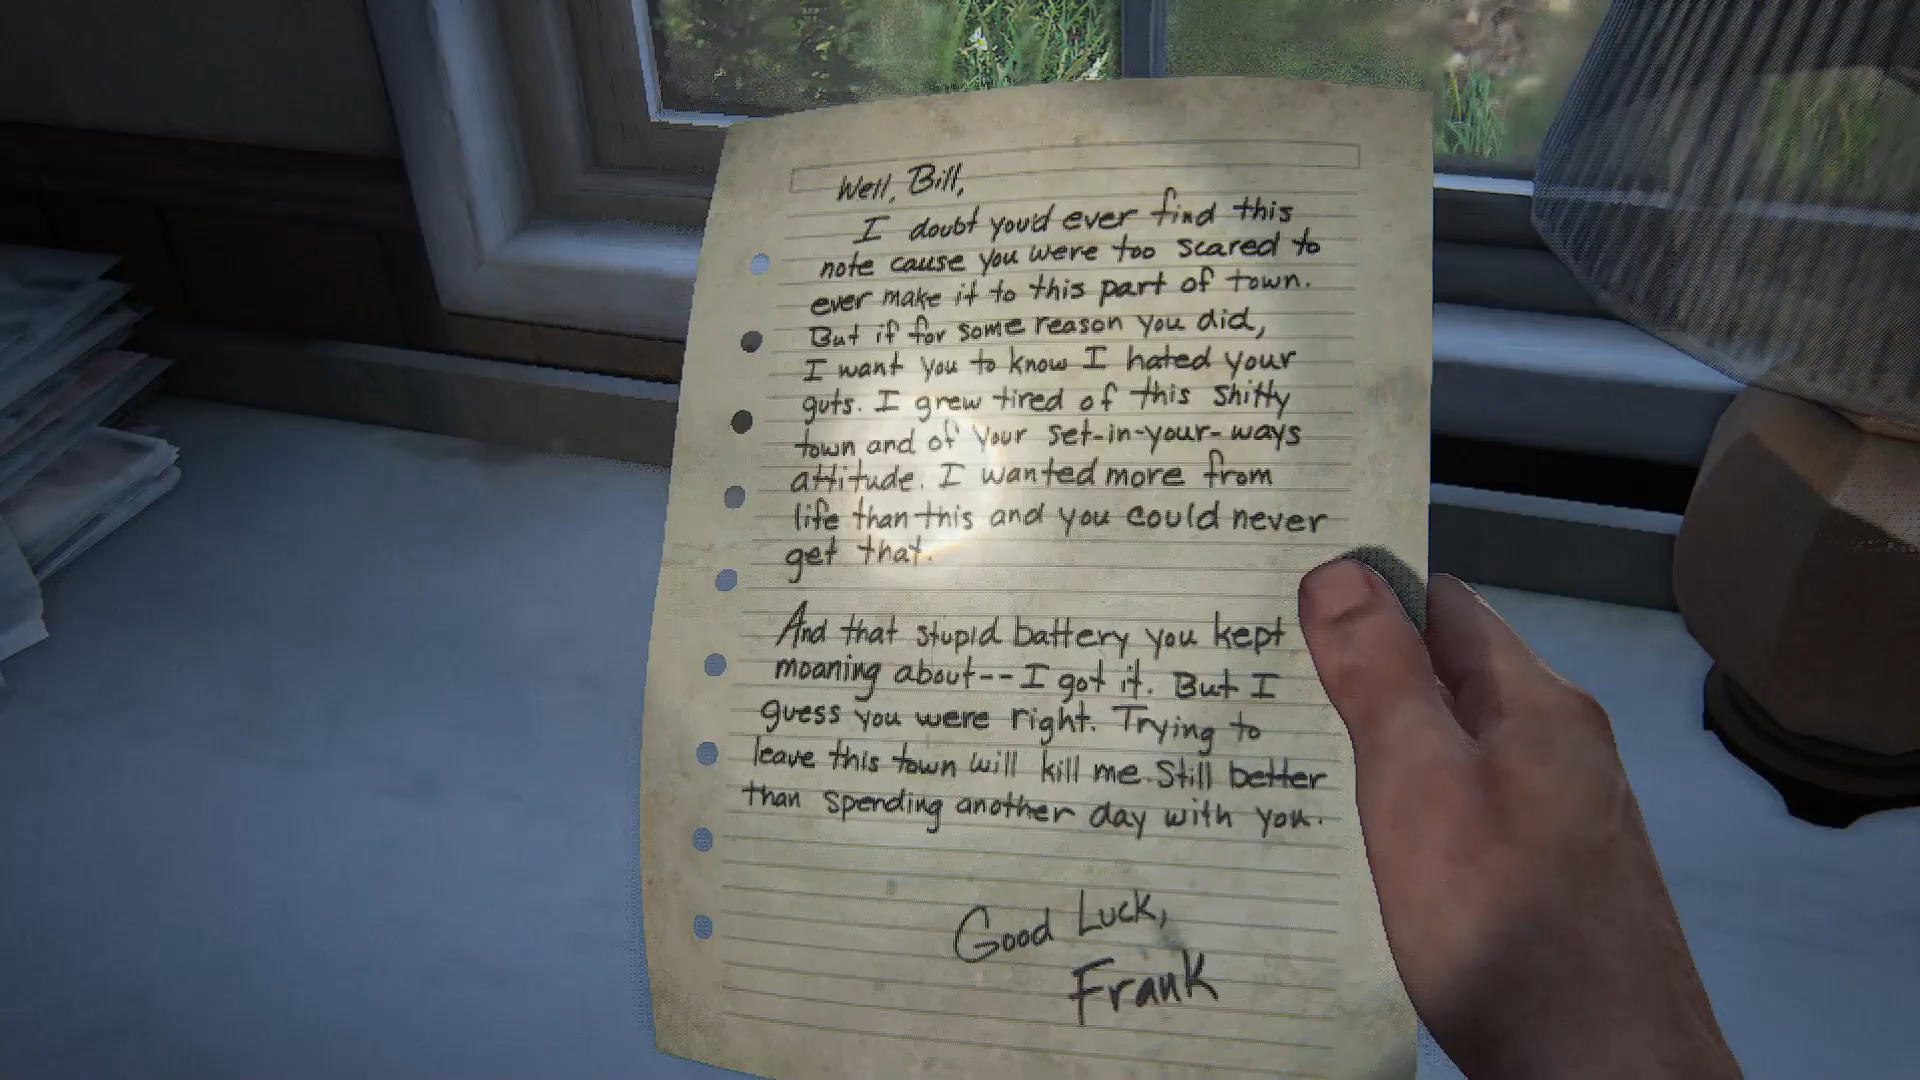 Well, Bill,
I doubt you'd ever find this
note cause you were too scared to
ever make it to this part of town.
But if for some reason you did,
I want you to know I hated your
guts. I grew tired of this shitty
town and of your set-in-your-ways
attitude. I wanted more from
life than this and you could never
get that.
And that stupid battery you kept
moaning about-- I got it. But I
guess you were right. Trying to
leave this town will kill me. Still better
than spending another day with you.
Good Luck,
Frank